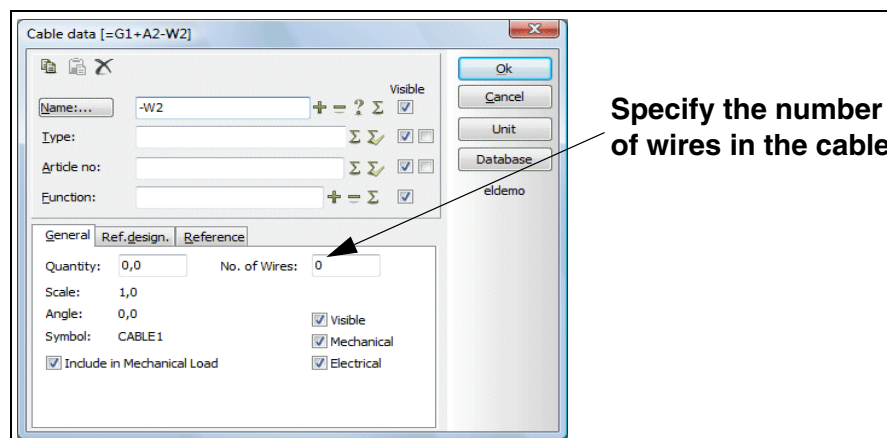 Cable data [=G1+A2-W2]
Visible
Name:... -W2
Type:
Article no:
Function:
Ok
Cancel
Unit
Database
eldemo
General Ref.design. Reference
Quantity: 0,0 No. of Wires: 0
Scale: 1,0
Angle: 0,0
Symbol: CABLE1
Visible
Mechanical
Include in Mechanical Load Electrical
Specify the number
of wires in the cable